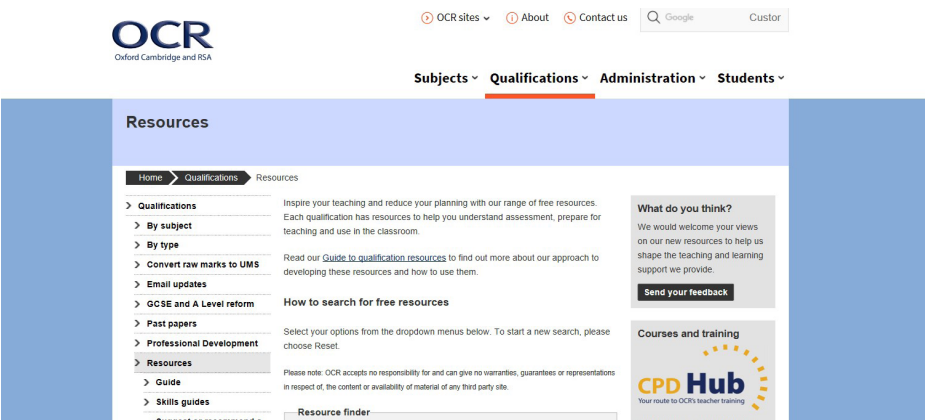 OCR sites About Contact us Google Custor
OCR
Oxford Cambridge and RSA
Subjects Qualifications Administration Students
Resources
Home Qualifications Resources
Qualifications
By subject
By type
Convert raw marks to UMS
Email updates
GCSE and A Level reform
Past papers
Professional Development
Resources
Guide
Skills guides
Inspire your teaching and reduce your planning with our range of free resources.
Each qualification has resources to help you understand assessment, prepare for
teaching and use in the classroom.
Read our Guide to qualification resources to find out more about our approach to
developing these resources and how to use them.
How to search for free resources
Select your options from the dropdown menus below. To start a new search, please
choose Reset.
Please note: OCR accepts no responsibility for and can give no warranties, guarantees or representations
in respect of, the content or availability of material of any third party site.
Resource finder
What do you think?
We would welcome your views
on our new resources to help us
shape the teaching and learning
support we provide.
Send your feedback
Courses and training
CPD Hub
Your route to OCR's teacher training